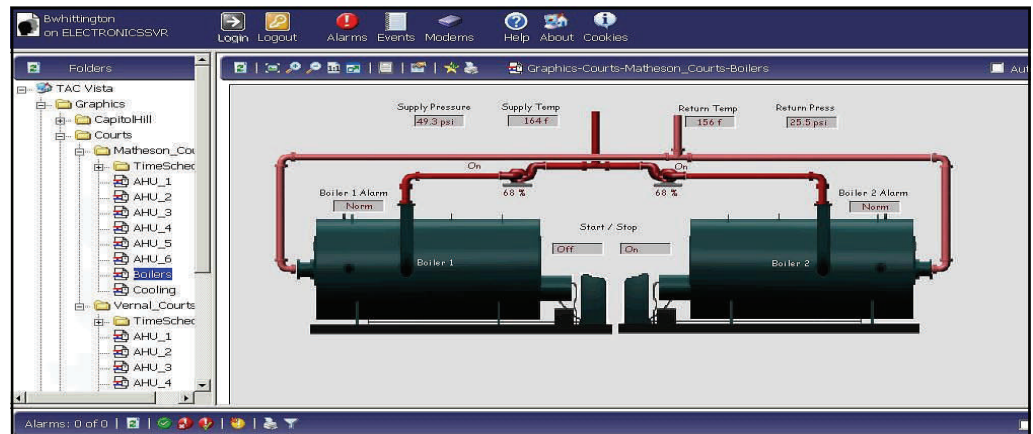 Bwhittington
on ELECTRONICSSVR
Login Logout Alarms Events Modems Help About Cookies
Folders
Graphics-Courts-Matheson_Courts-Boilers
Aut
TAC Vista
Graphics
CapitolHill
Courts
Matheson_Cou
TimeSched
AHU_1
AHU_2
AHU_3
AHU_4
AHU_5
AHU_6
Boilers
Cooling
Vernal_Courts
TimeSched
AHU_1
AHU_2
AHU_3
AHU_4
Supply Pressure Supply Temp Return Temp Return Press
49.3 psi 164 f 156 f 25.5 psi
On On
68 % 68 %
Boiler 1 Alarm Boiler 2 Alarm
Norm Norm
Start / Stop
Off On
Boiler 1 Boiler 2
Alarms: 0 of 0